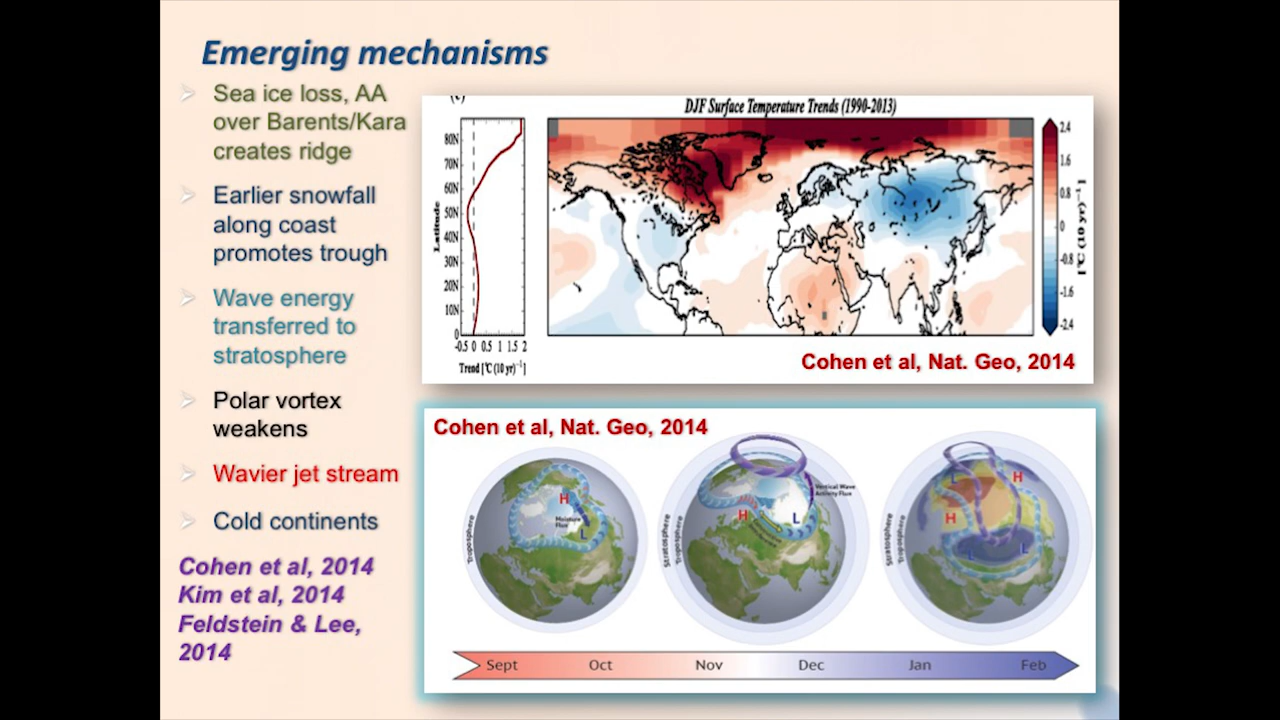 Emerging mechanisms
Sea ice loss, AA
over Barents/Kara
creates ridge
Earlier snowfall
along coast
promotes trough
Wave energy
transferred to
stratosphere
Polar vortex
weakens
Wavier jet stream
Cold continents
Cohen et al, 2014
Kim et al, 2014
Feldstein & Lee,
2014
DJF Surface Temperature Trends (1990-2013)
Latitude
80N
70N
60N
50N
40N
30N
20N
10N
0
-0.5 0 0.5 1 1.5 2
Trend [°C (10 yr)⁻¹]
2.4
1.6
0.8
0
-0.8
-1.6
-2.4
[°C (10 yr)⁻¹]
Cohen et al, Nat. Geo, 2014
Cohen et al, Nat. Geo, 2014
Troposphere
H
Moisture
Flux
L
Stratosphere
Troposphere
Vertical Wave
Activity Flux
H
L
Stratosphere
Troposphere
L
H
H
L
L
Sept Oct Nov Dec Jan Feb